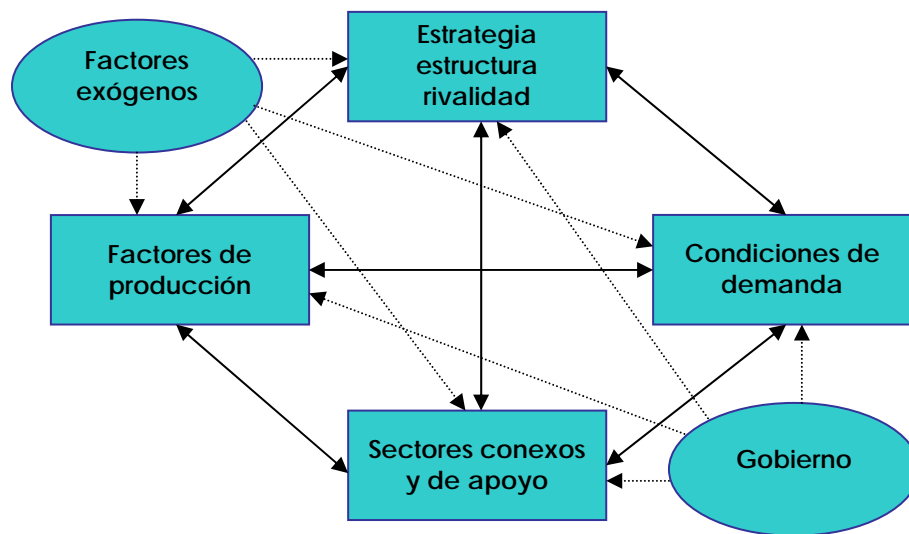 Factores
exógenos
Estrategia
estructura
rivalidad
Factores de
producción
Condiciones de
demanda
Sectores conexos
y de apoyo
Gobierno